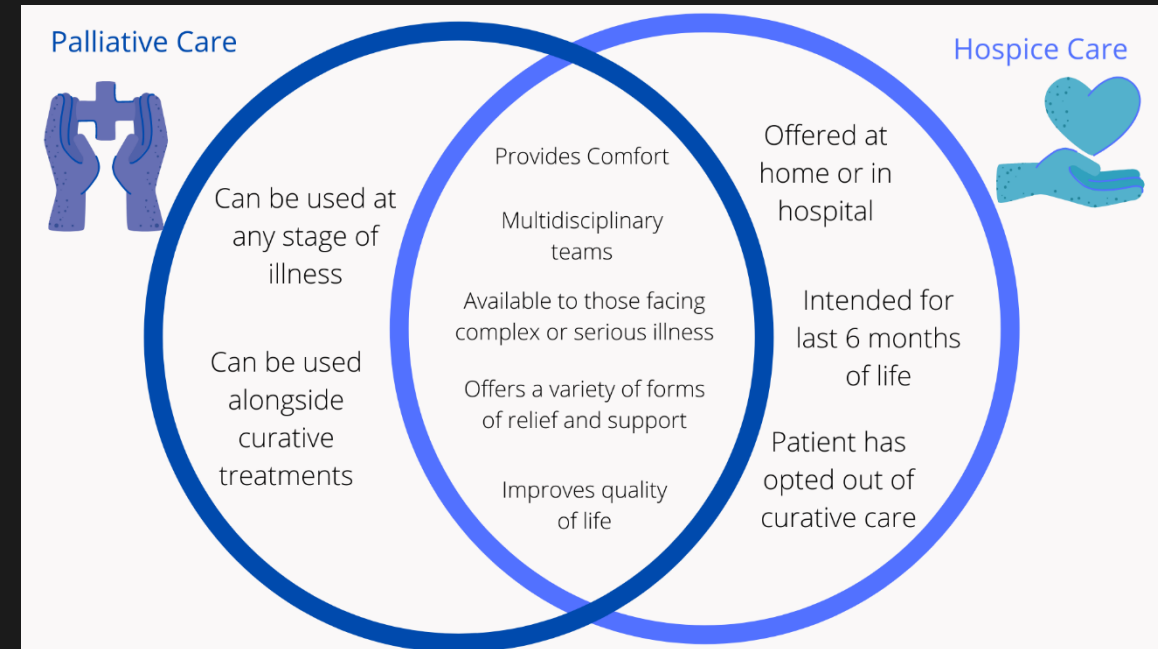 Palliative Care
Hospice Care
Can be used at
any stage of
illness
Can be used
alongside
curative
treatments
Provides Comfort
Multidisciplinary
teams
Available to those facing
complex or serious illness
Offers a variety of forms
of relief and support
Improves quality
of life
Offered at
home or in
hospital
Intended for
last 6 months
of life
Patient has
opted out of
curative care